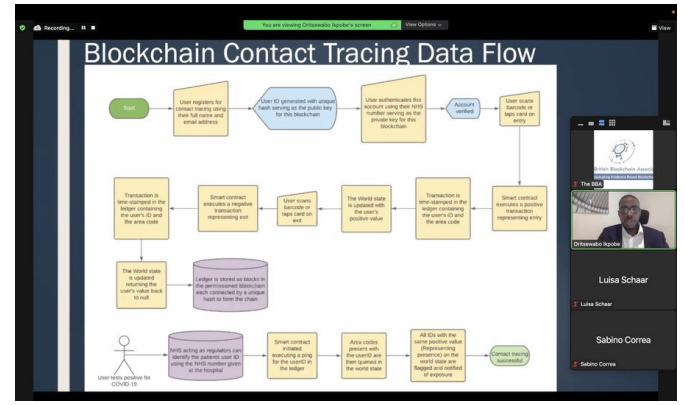 Recording...
You are viewing Oritsewabo Ikpobe's screen
View Options
View
Blockchain Contact Tracing Data Flow
Start
User registers for
contact tracing using
their full name and
email address
User ID generated with unique
hash serving as the public key
for this blockchain
User authenticates this
account using their NHS
number serving as the
private key for this
blockchain
Account
verified
User scans
barcode or
taps card on
entry
Transaction is
time-stamped in the
ledger containing
the user's ID and
the area code
Smart contract
executes a negative
transaction
representing exit
User scans
barcode or
taps card on
exit
The World state
is updated with
the user's
positive value
Transaction is
time-stamped in the
ledger containing
the user's ID and
the area code
Smart contract
executes a positive
transaction
representing entry
The World state
is updated
returning the
user's value back
to null
Ledger is stored as blocks in
the permissioned Blockchain
each connected by a unique
hash to form the chain
User tests positive for
COVID-19
NHS acting as regulators can
identify the patients user ID
using the NHS number given
at the hospital
Smart contract
initiated
executing a ping
for the userID in
the ledger
Area codes
present with
the userID are
then queried in
the world state
All IDs with the
same positive value
(Representing
presence) on the
world state are
flagged and notified
of exposure
Contact tracing
successful
The BBA
Oritsewabo Ikpobe
Luisa Schaar
Luisa Schaar
Sabino Correa
Sabino Correa